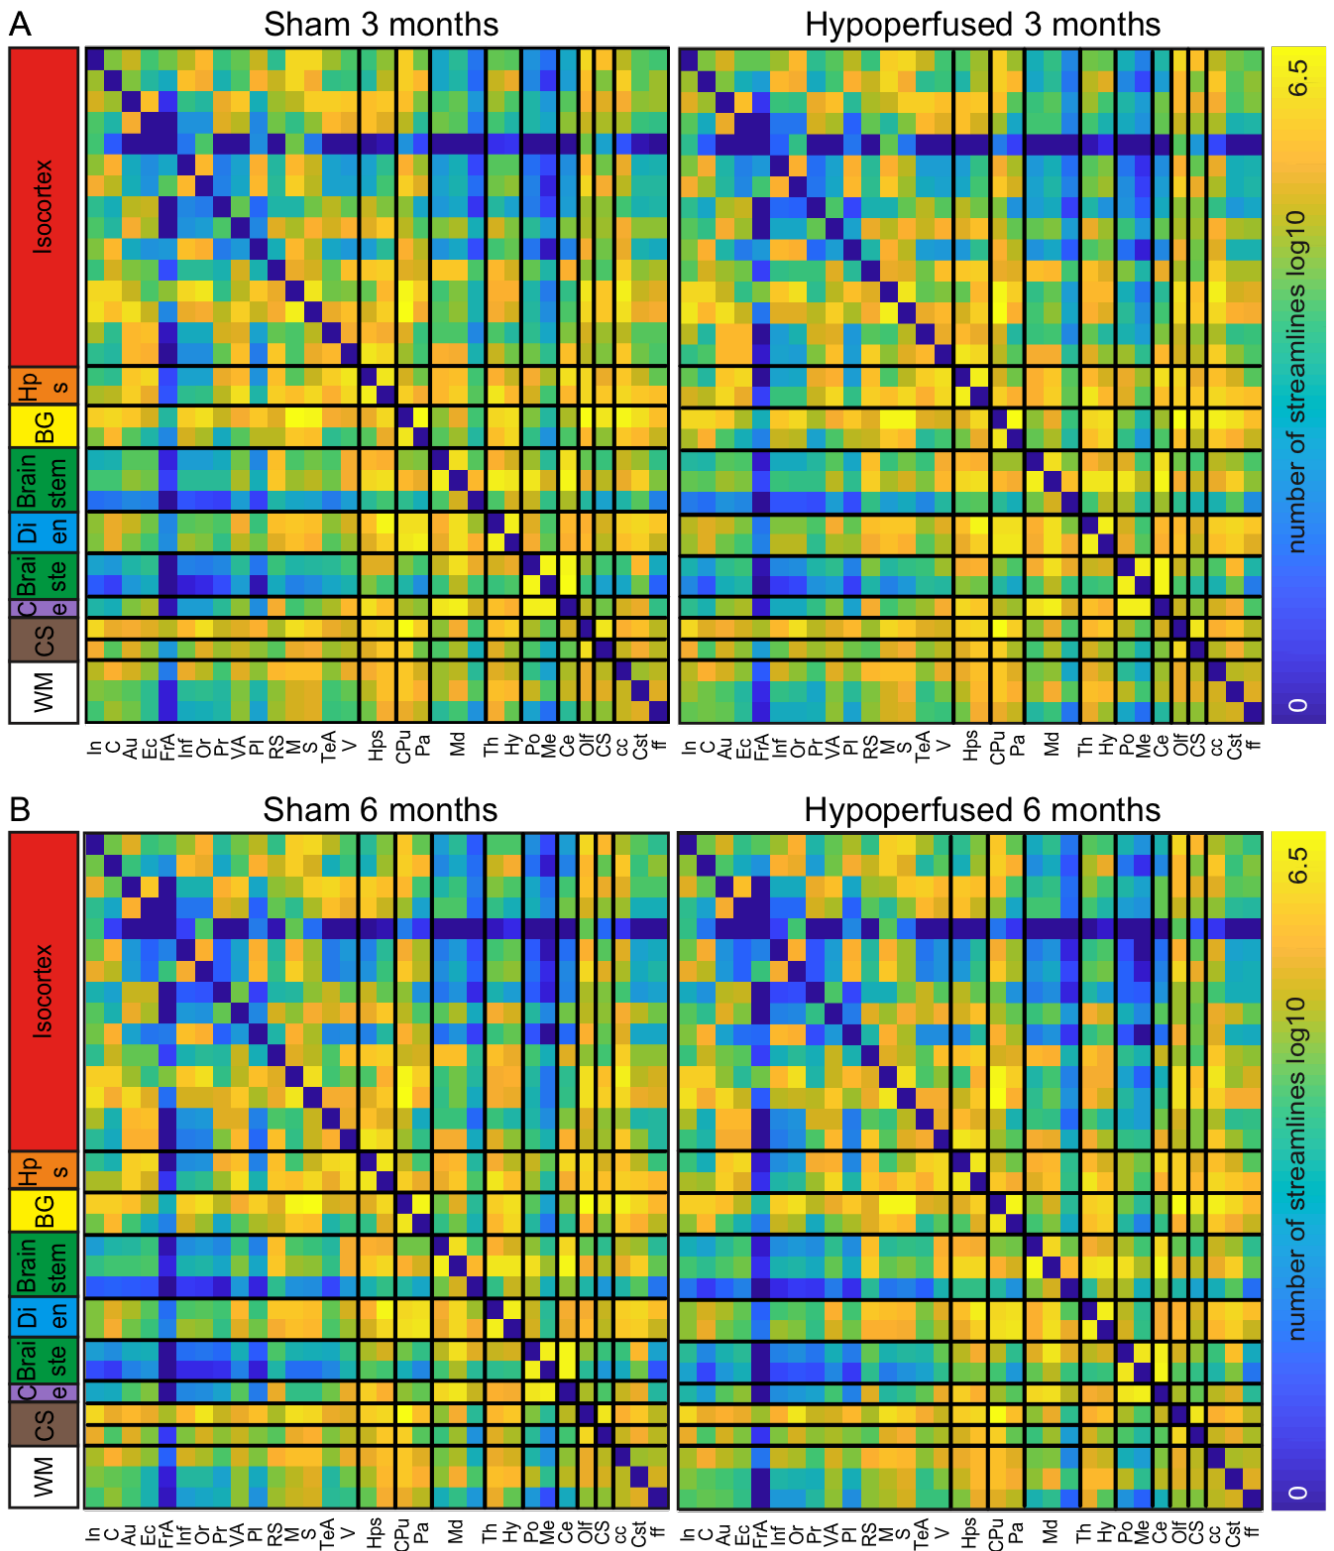 A
Sham 3 months
Hypoperfused 3 months
Isocortex
Hp
s
BG
Brain
stem
Di
en
Brai
ste
C
e
CS
WM
In C Au Ec FrA Inf Or Pr VA Pl RS M S TeA V Hps CPu Pa Md Th Hy Po Me Ce Olf CS cc Cst ff
In C Au Ec FrA Inf Or Pr VA Pl RS M S TeA V Hps CPu Pa Md Th Hy Po Me Ce Olf CS cc Cst ff
6.5
number of streamlines log10
0
B
Sham 6 months
Hypoperfused 6 months
Isocortex
Hp
s
BG
Brain
stem
Di
en
Brai
ste
C
e
CS
WM
In C Au Ec FrA Inf Or Pr VA Pl RS M S TeA V Hps CPu Pa Md Th Hy Po Me Ce Olf CS cc Cst ff
In C Au Ec FrA Inf Or Pr VA Pl RS M S TeA V Hps CPu Pa Md Th Hy Po Me Ce Olf CS cc Cst ff
6.5
number of streamlines log10
0